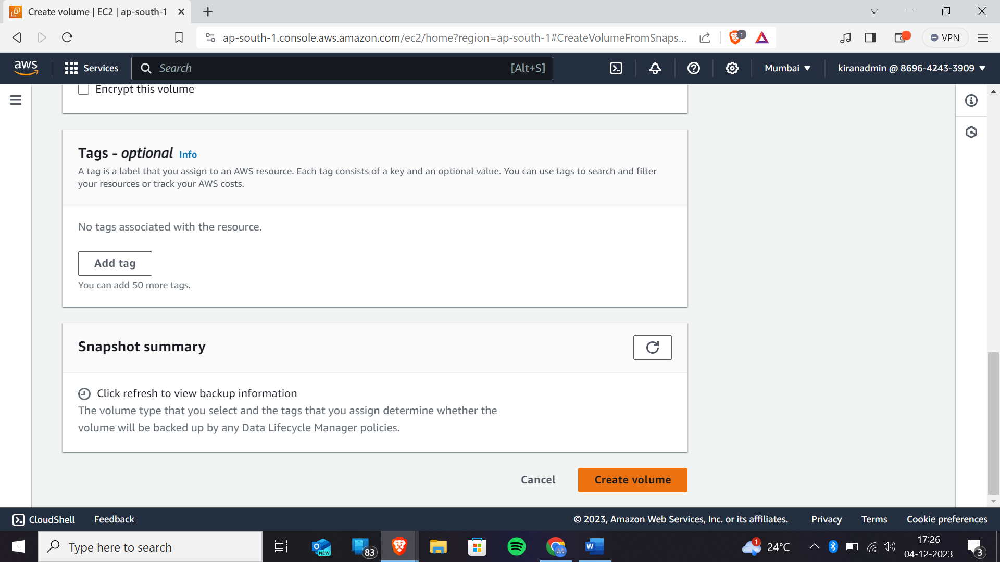 Create volume | EC2 | ap-south-1
ap-south-1.console.aws.amazon.com/ec2/home?region=ap-south-1#CreateVolumeFromSnaps...
1
VPN
aws
Services
Search
[Alt+S]
Mumbai
kiranadmin @ 8696-4243-3909
Encrypt this volume
Tags - optional Info
A tag is a label that you assign to an AWS resource. Each tag consists of a key and an optional value. You can use tags to search and filter
your resources or track your AWS costs.
No tags associated with the resource.
Add tag
You can add 50 more tags.
Snapshot summary
Click refresh to view backup information
The volume type that you select and the tags that you assign determine whether the
volume will be backed up by any Data Lifecycle Manager policies.
Cancel
Create volume
CloudShell
Feedback
© 2023, Amazon Web Services, Inc. or its affiliates.
Privacy
Terms
Cookie preferences
Type here to search
O
NEW
83
W
1
24°C
17:26
04-12-2023
3